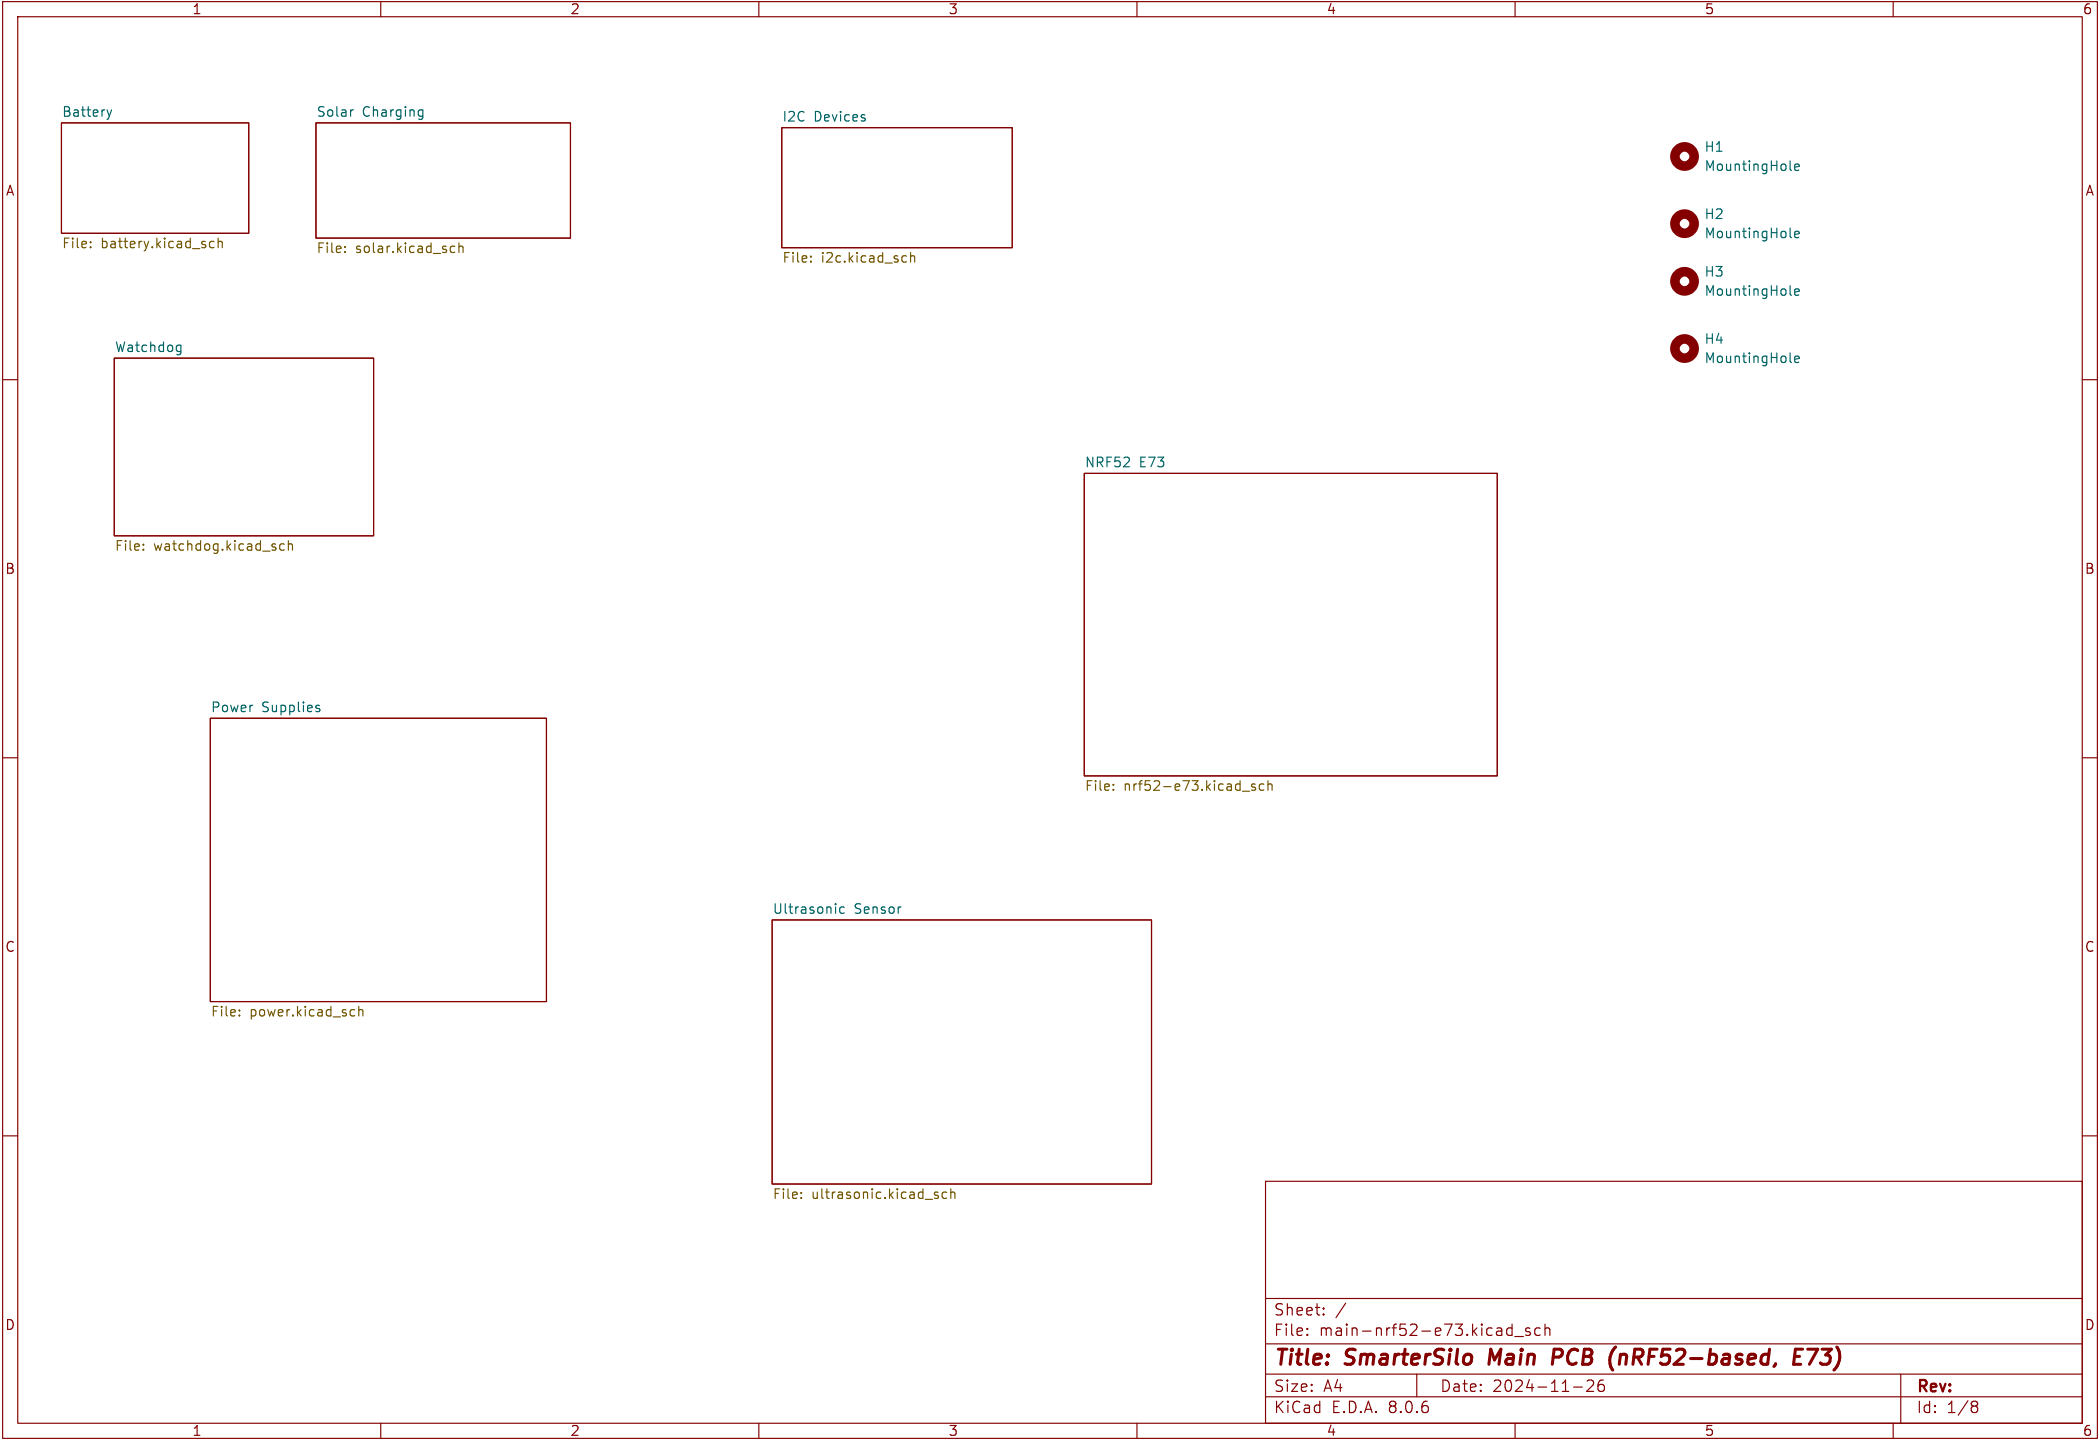 1 2 3 4 5 6
Battery
File: battery.kicad_sch
Solar Charging
File: solar.kicad_sch
I2C Devices
File: i2c.kicad_sch
H1
MountingHole
H2
MountingHole
H3
MountingHole
H4
MountingHole
A A
Watchdog
File: watchdog.kicad_sch
NRF52 E73
File: nrf52-e73.kicad_sch
B B
Power Supplies
File: power.kicad_sch
Ultrasonic Sensor
File: ultrasonic.kicad_sch
C C
Sheet: /
File: main-nrf52-e73.kicad_sch
Title: SmarterSilo Main PCB (nRF52-based, E73)
Size: A4 Date: 2024-11-26 Rev:
KiCad E.D.A. 8.0.6 Id: 1/8
D D
1 2 3 4 5 6